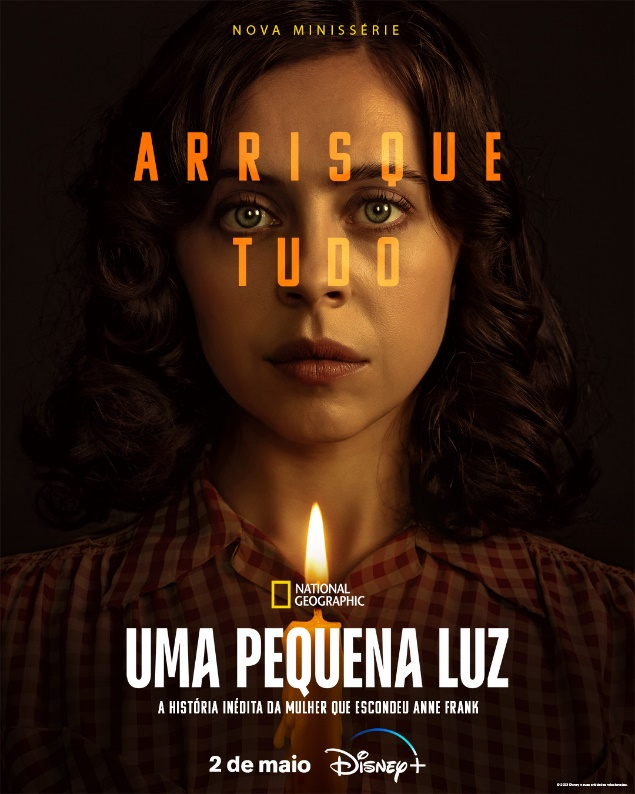 NOVA MINISSÉRIE
ARRISQUE
TUDO
NATIONAL
GEOGRAPHIC
UMA PEQUENA LUZ
A HISTÓRIA INÉDITA DA MULHER QUE ESCONDEU ANNE FRANK
2 de maio Disney+